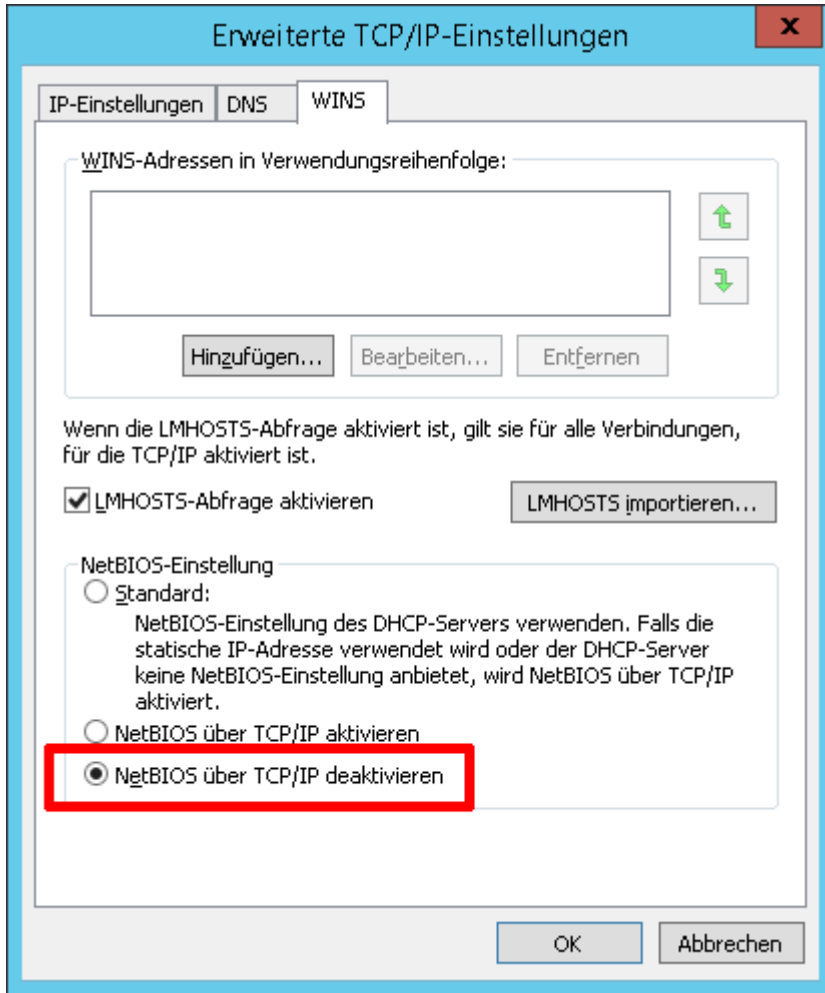 Erweiterte TCP/IP-Einstellungen
x
IP-Einstellungen
DNS
WINS
WINS-Adressen in Verwendungsreihenfolge:
Hinzufügen...
Bearbeiten...
Entfernen
Wenn die LMHOSTS-Abfrage aktiviert ist, gilt sie für alle Verbindungen,
für die TCP/IP aktiviert ist.
LMHOSTS-Abfrage aktivieren
LMHOSTS importieren...
NetBIOS-Einstellung
Standard:
NetBIOS-Einstellung des DHCP-Servers verwenden. Falls die
statische IP-Adresse verwendet wird oder der DHCP-Server
keine NetBIOS-Einstellung anbietet, wird NetBIOS über TCP/IP
aktiviert.
NetBIOS über TCP/IP aktivieren
NetBIOS über TCP/IP deaktivieren
OK
Abbrechen